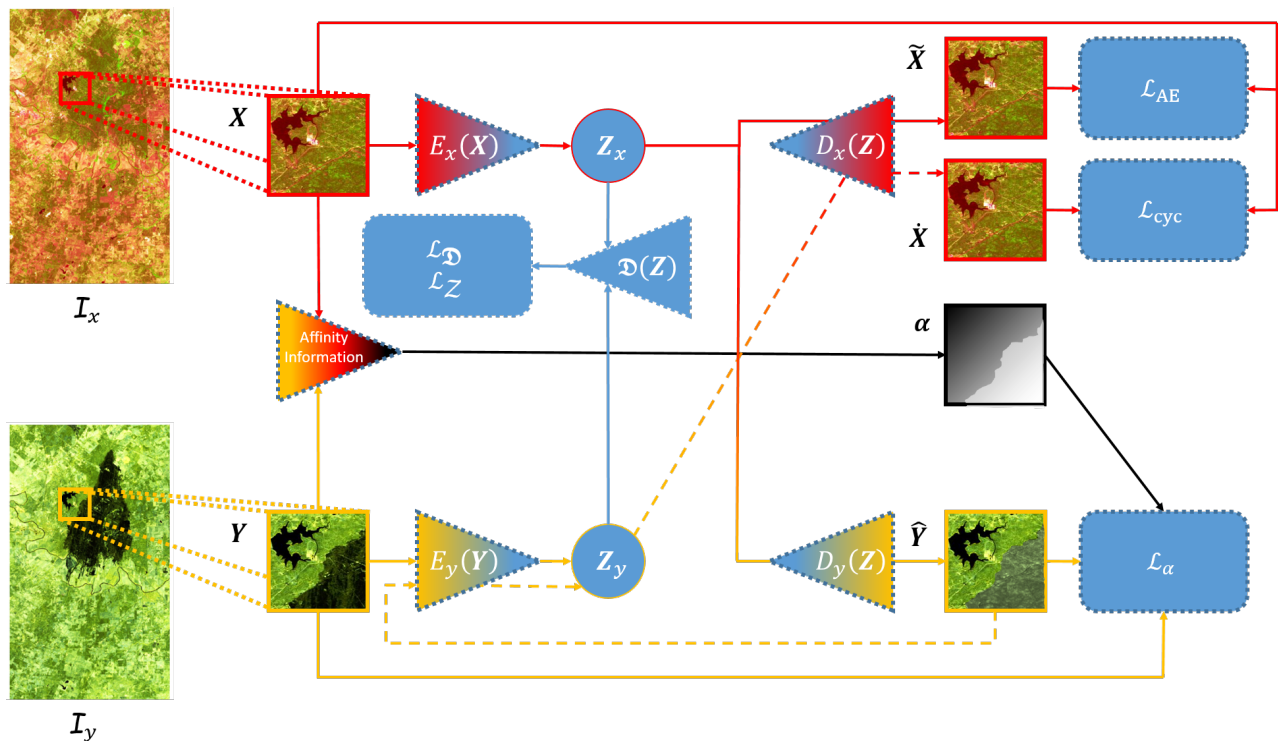 X̃
ℒ_AE
X
E_x(X)
Z_x
D_x(Z)
Ẋ
ℒ_cyc
ℒ_𝕯
ℒ_Z
𝕯(Z)
I_x
Affinity
Information
α
Y
E_y(Y)
Z_y
D_y(Z)
Ŷ
ℒ_α
I_y